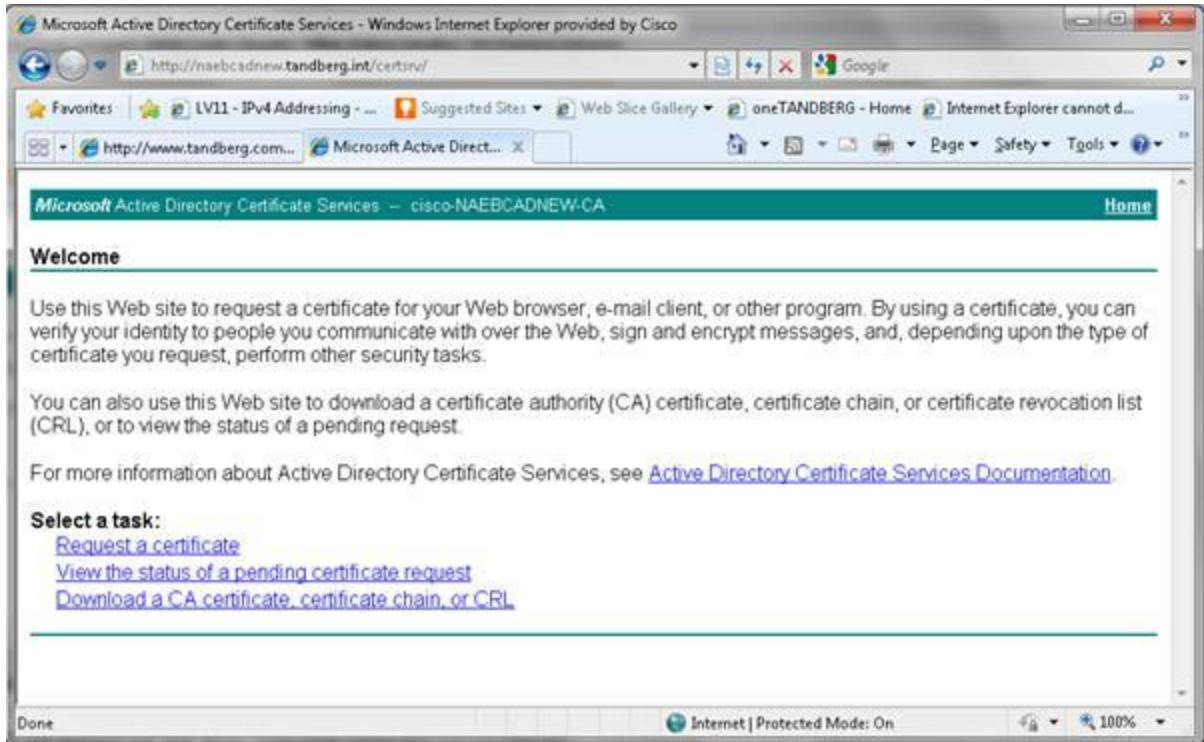 Microsoft Active Directory Certificate Services - Windows Internet Explorer provided by Cisco
http://naebcadnew.tandberg.int/certsrv/
Google
Favorites LV11 - IPv4 Addressing - ... Suggested Sites Web Slice Gallery oneTANDBERG - Home Internet Explorer cannot d...
http://www.tandberg.com... Microsoft Active Direct... Page Safety Tools
Microsoft Active Directory Certificate Services -- cisco-NAEBCADNEW-CA Home
Welcome
Use this Web site to request a certificate for your Web browser, e-mail client, or other program. By using a certificate, you can
verify your identity to people you communicate with over the Web, sign and encrypt messages, and, depending upon the type of
certificate you request, perform other security tasks.
You can also use this Web site to download a certificate authority (CA) certificate, certificate chain, or certificate revocation list
(CRL), or to view the status of a pending request.
For more information about Active Directory Certificate Services, see Active Directory Certificate Services Documentation.
Select a task:
Request a certificate
View the status of a pending certificate request
Download a CA certificate, certificate chain, or CRL
Done Internet | Protected Mode: On 100%